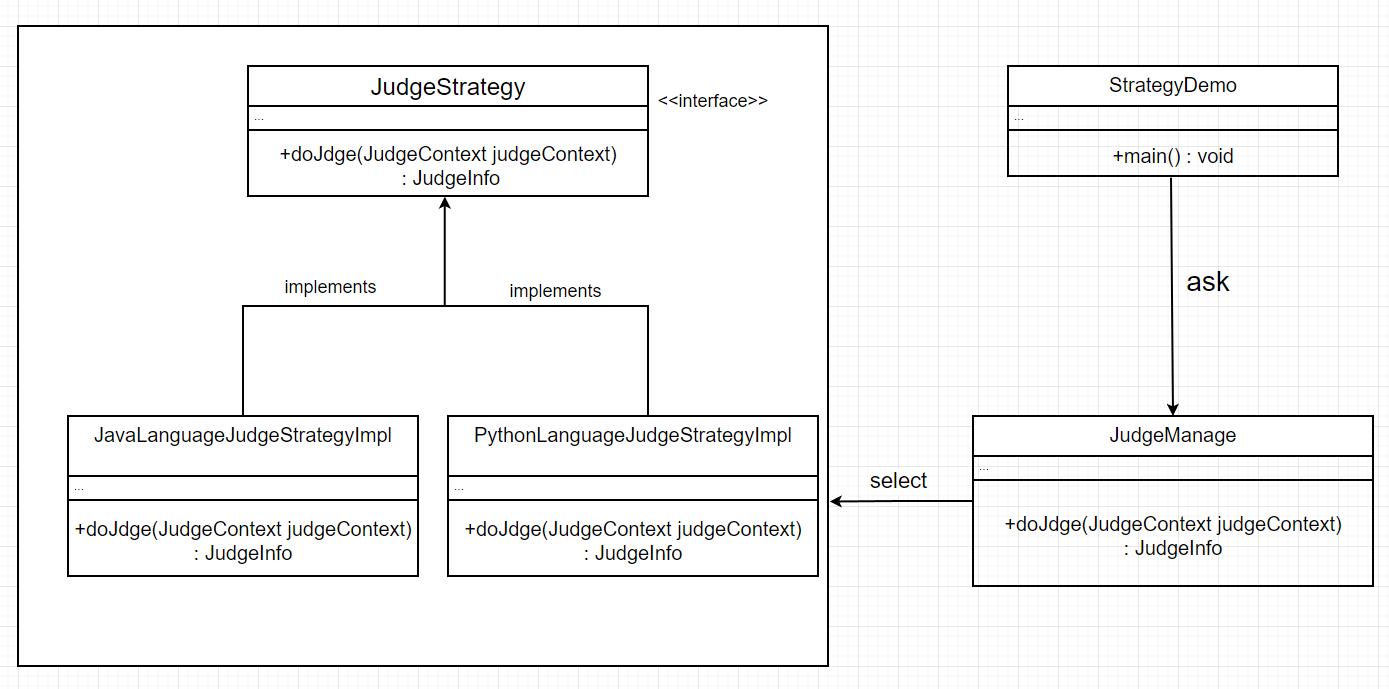 JudgeStrategy
<<interface>>
...
+doJdge(JudgeContext judgeContext)
: JudgeInfo
implements
implements
JavaLanguageJudgeStrategyImpl
...
+doJdge(JudgeContext judgeContext)
: JudgeInfo
PythonLanguageJudgeStrategyImpl
...
+doJdge(JudgeContext judgeContext)
: JudgeInfo
StrategyDemo
...
+main() : void
ask
select
JudgeManage
...
+doJdge(JudgeContext judgeContext)
: JudgeInfo